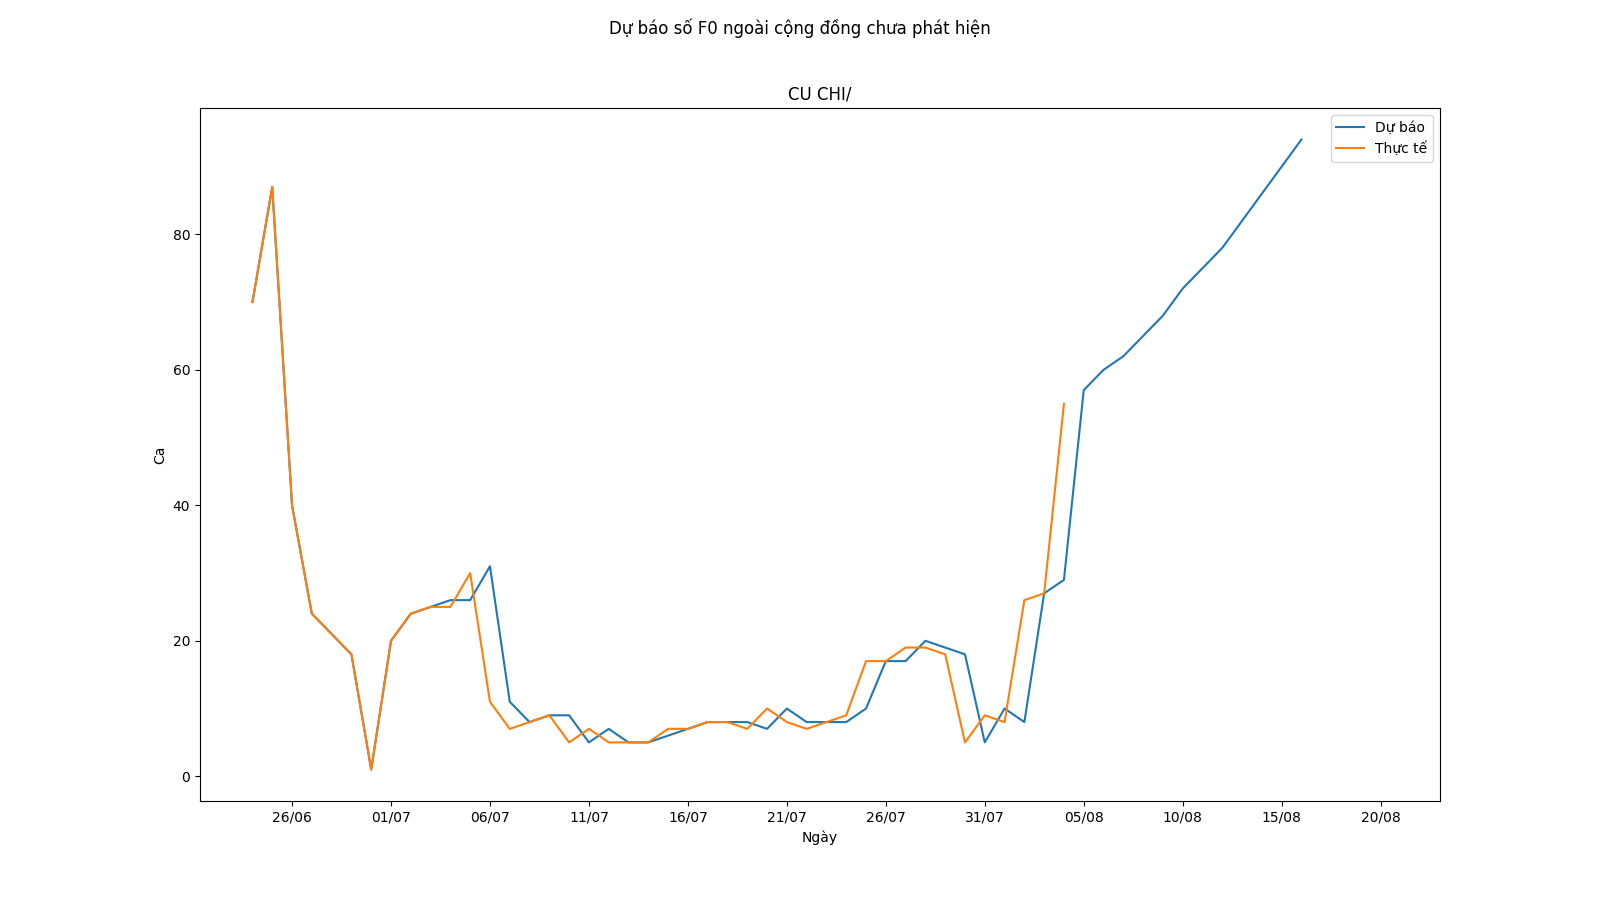 Dự báo số F0 ngoài cộng đồng chưa phát hiện
CU CHI/
Dự báo
Thực tế
80
60
40
20
0
Ca
26/06 01/07 06/07 11/07 16/07 21/07 26/07 31/07 05/08 10/08 15/08 20/08
Ngày